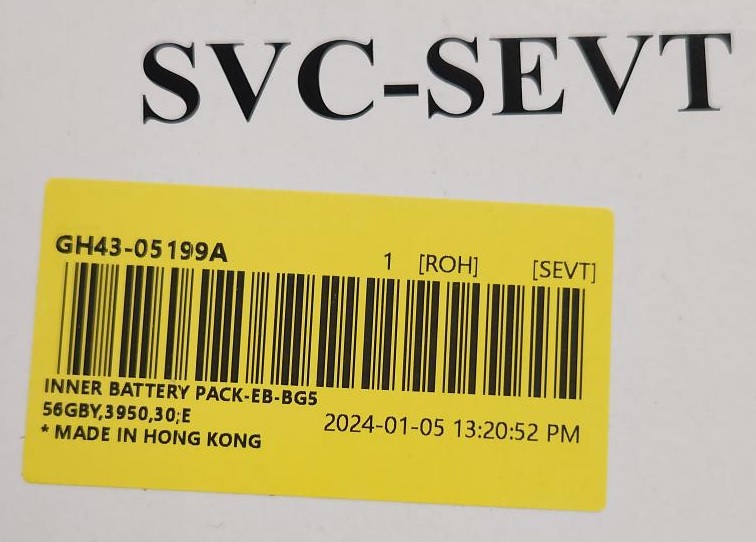 SVC-SEVT
GH43-05199A 1 [ROH] [SEVT]
INNER BATTERY PACK-EB-BG5
56GBY,3950,30;E
2024-01-05 13:20:52 PM
* MADE IN HONG KONG